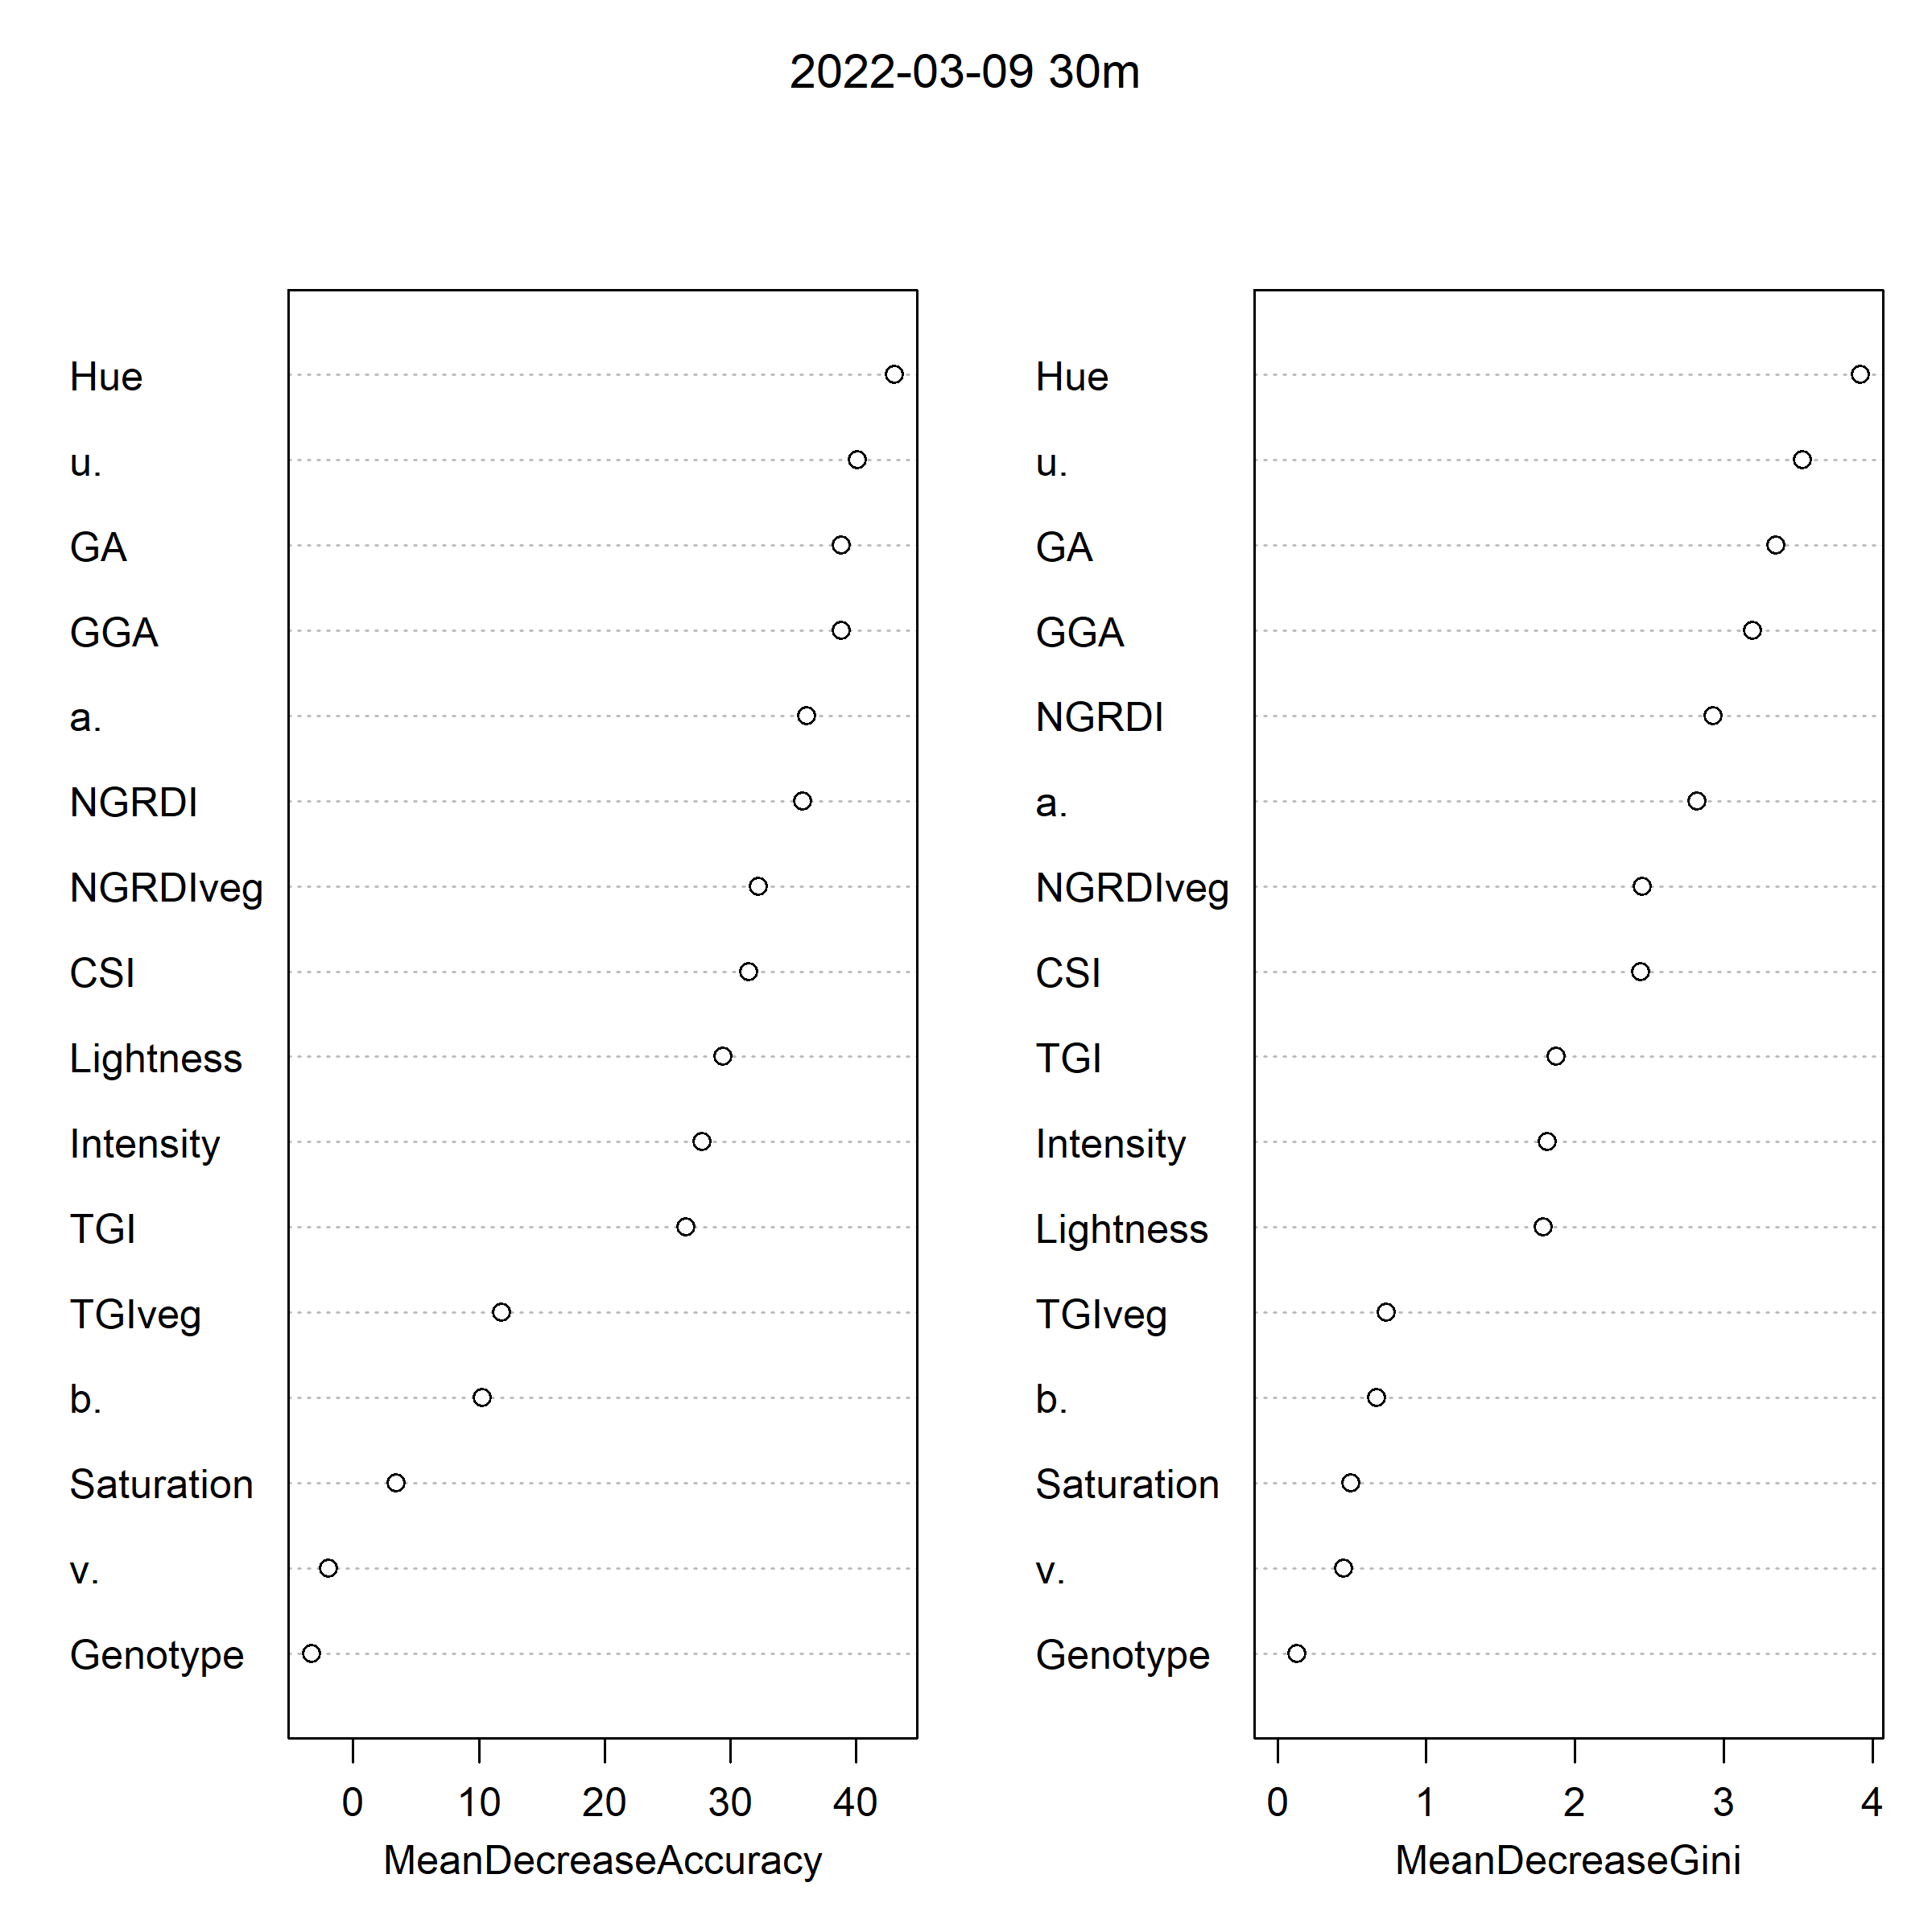 2022-03-09 30m
Hue
u.
GA
GGA
a.
NGRDI
NGRDIveg
CSI
Lightness
Intensity
TGI
TGIveg
b.
Saturation
v.
Genotype
0 10 20 30 40
MeanDecreaseAccuracy
Hue
u.
GA
GGA
NGRDI
a.
NGRDIveg
CSI
TGI
Intensity
Lightness
TGIveg
b.
Saturation
v.
Genotype
0 1 2 3 4
MeanDecreaseGini